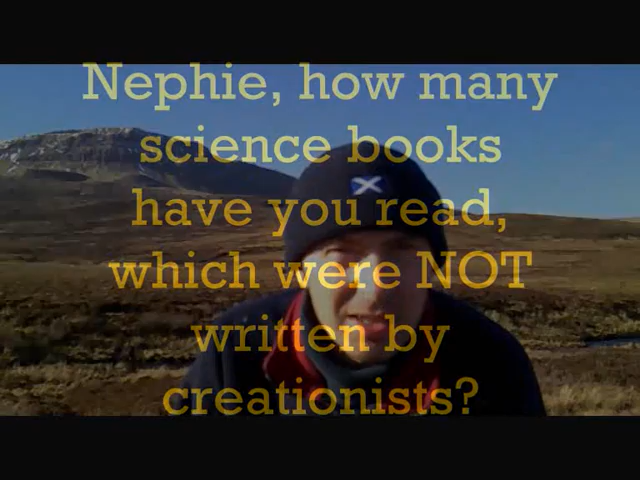 Nephie, how many
science books
have you read,
which were NOT
written by
creationists?